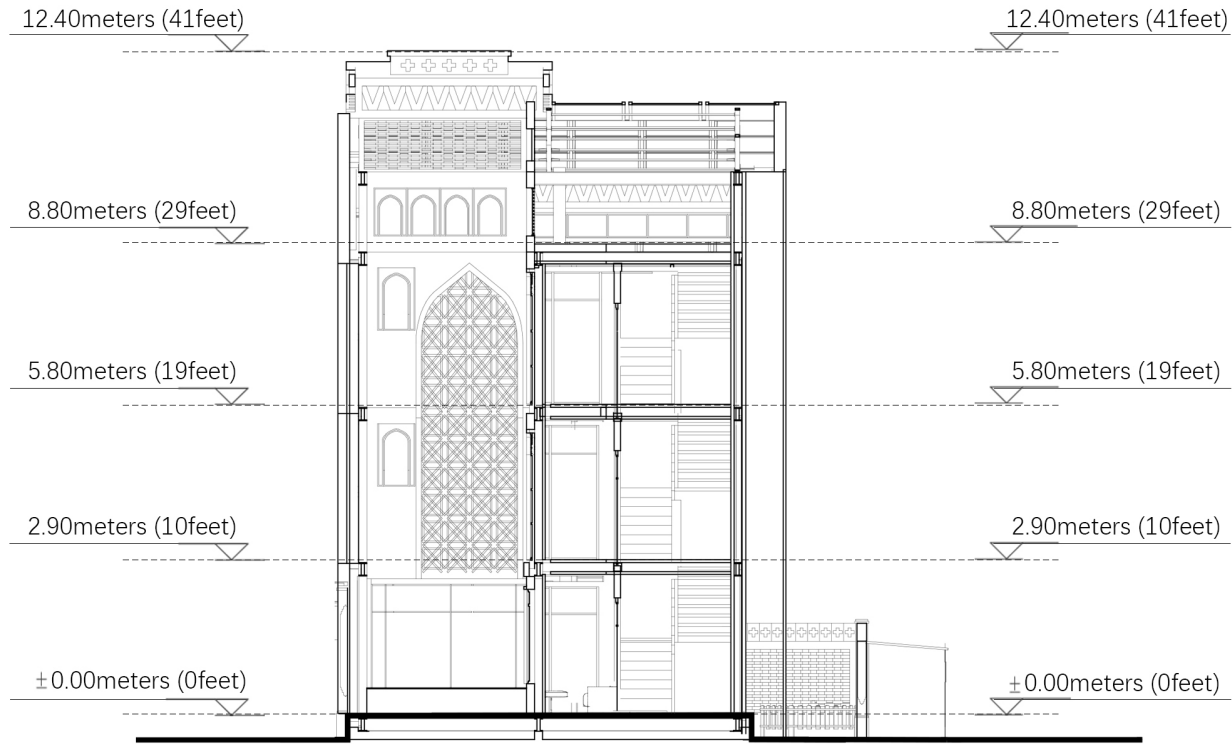 12.40meters (41feet)
12.40meters (41feet)
8.80meters (29feet)
8.80meters (29feet)
5.80meters (19feet)
5.80meters (19feet)
2.90meters (10feet)
2.90meters (10feet)
±0.00meters (0feet)
±0.00meters (0feet)